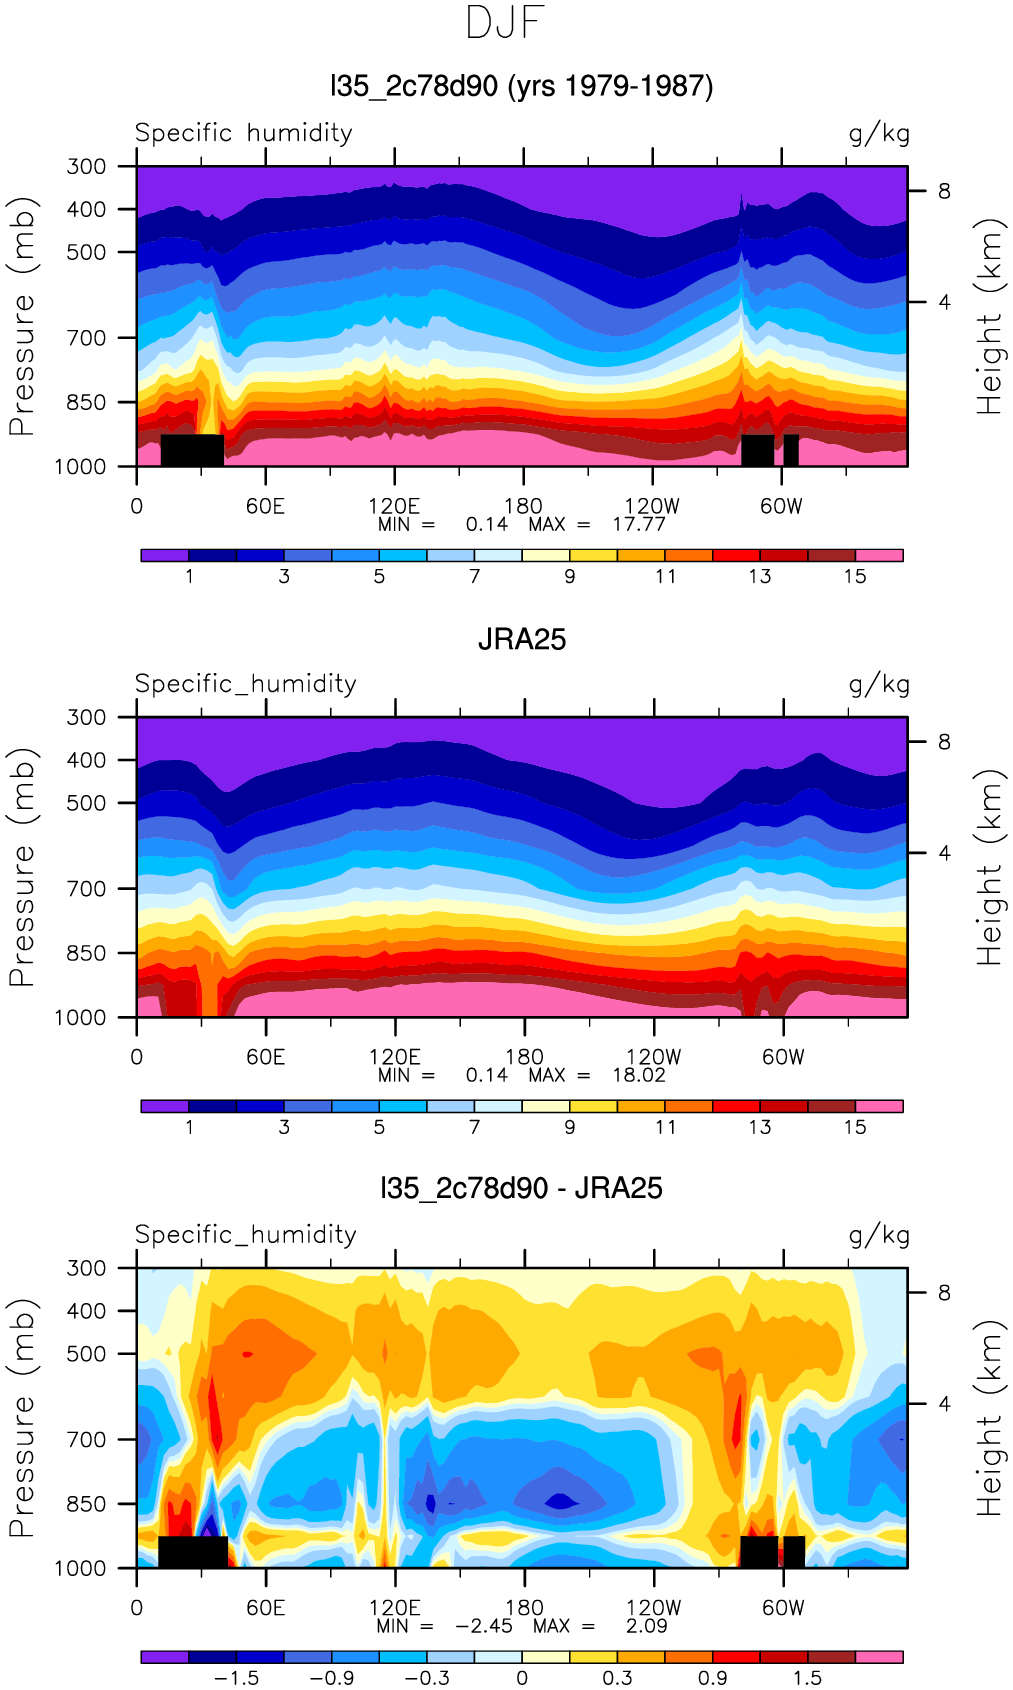 DJF
l35_2c78d90 (yrs 1979-1987)
Specific humidity g/kg
300
400
500
700
850
1000
Pressure (mb)
8
4
Height (km)
0 60E 120E 180 120W 60W
MIN = 0.14 MAX = 17.77
1 3 5 7 9 11 13 15
JRA25
Specific_humidity g/kg
300
400
500
700
850
1000
Pressure (mb)
8
4
Height (km)
0 60E 120E 180 120W 60W
MIN = 0.14 MAX = 18.02
1 3 5 7 9 11 13 15
l35_2c78d90 - JRA25
Specific_humidity g/kg
300
400
500
700
850
1000
Pressure (mb)
8
4
Height (km)
0 60E 120E 180 120W 60W
MIN = -2.45 MAX = 2.09
-1.5 -0.9 -0.3 0 0.3 0.9 1.5